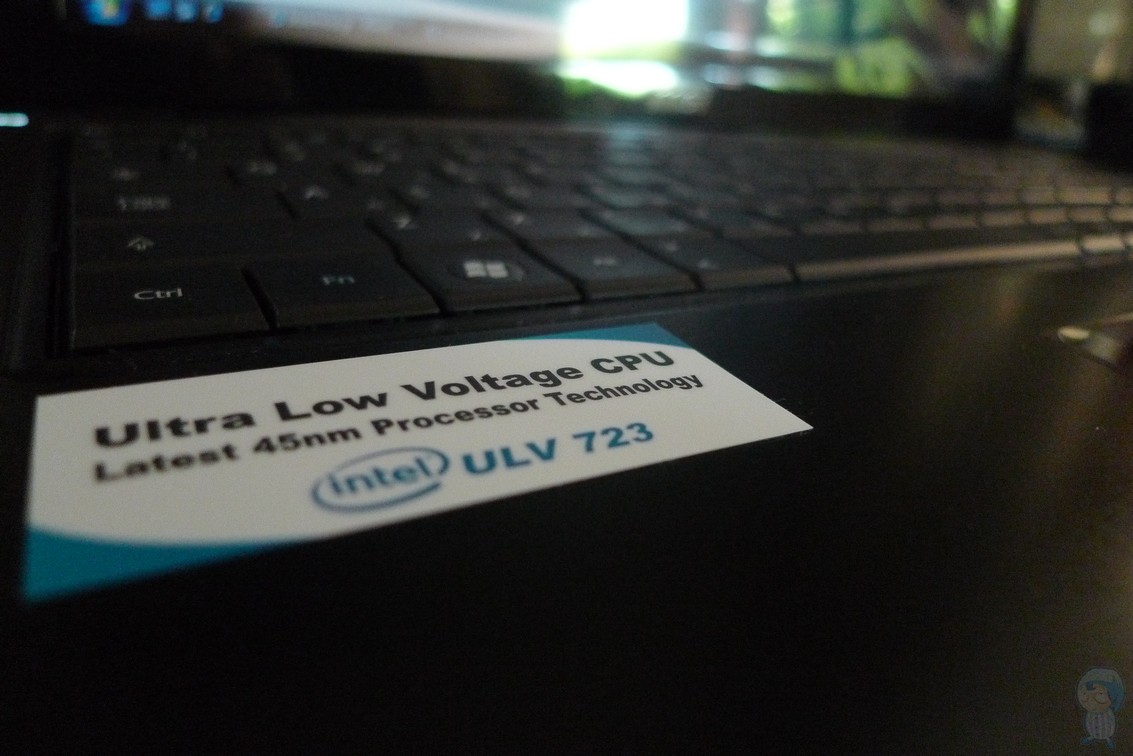 Ctrl
Fn
Ultra Low Voltage CPU
Latest 45nm Processor Technology
intel ULV 723